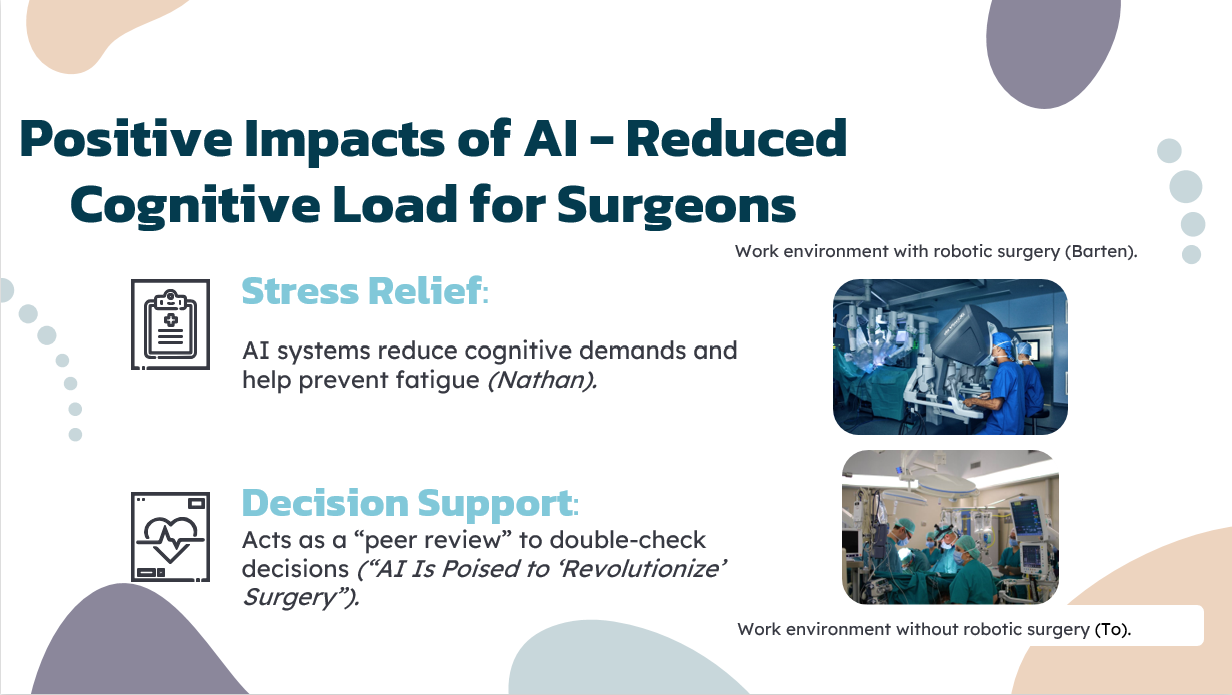 Positive Impacts of AI – Reduced
Cognitive Load for Surgeons
Work environment with robotic surgery (Barten).
Stress Relief:
AI systems reduce cognitive demands and
help prevent fatigue (Nathan).
Decision Support:
Acts as a “peer review” to double-check
decisions (“AI Is Poised to ‘Revolutionize’
Surgery”).
Work environment without robotic surgery (To).